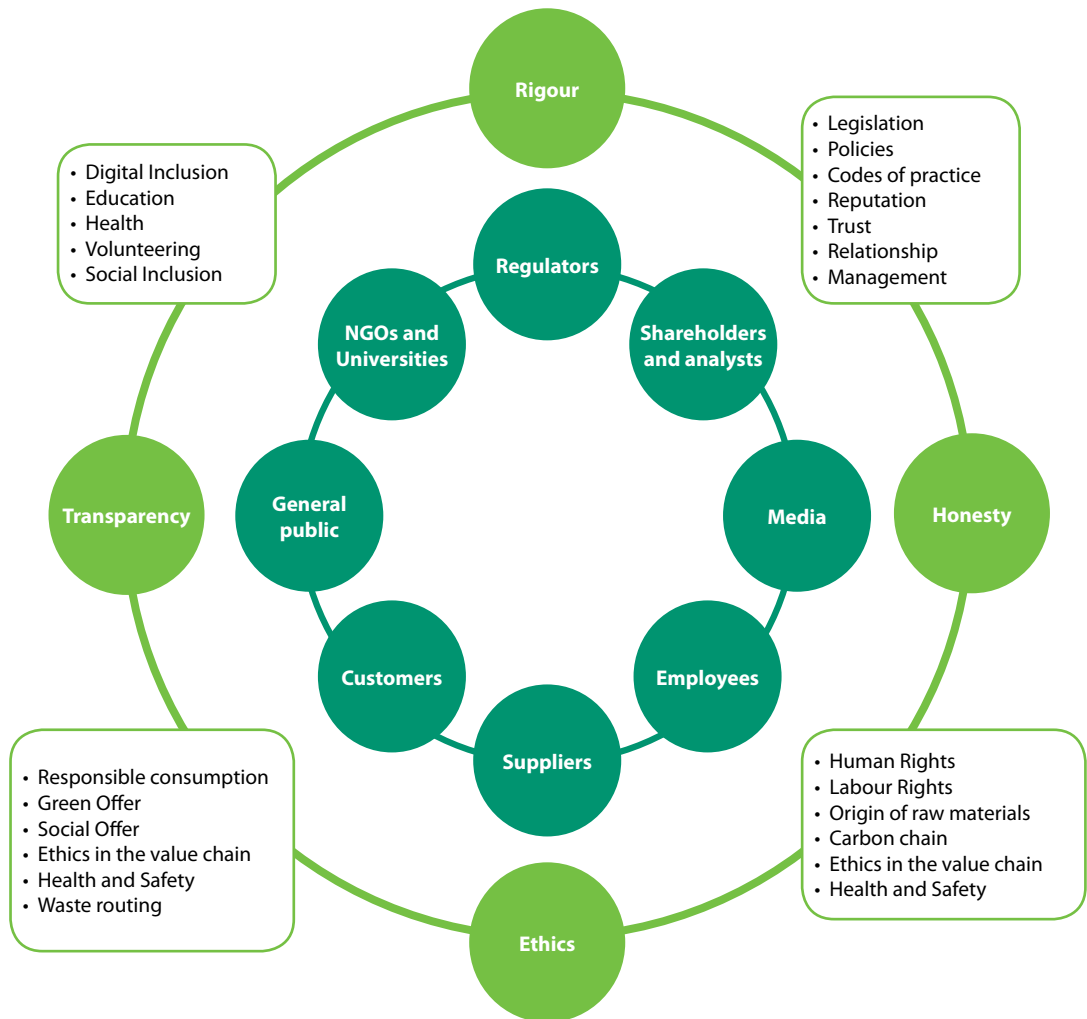 Rigour
• Digital Inclusion
• Education
• Health
• Volunteering
• Social Inclusion
• Legislation
• Policies
• Codes of practice
• Reputation
• Trust
• Relationship
• Management
Regulators
NGOs and
Universities
Shareholders
and analysts
Transparency
General
public
Media
Honesty
Customers
Employees
Suppliers
• Responsible consumption
• Green Offer
• Social Offer
• Ethics in the value chain
• Health and Safety
• Waste routing
• Human Rights
• Labour Rights
• Origin of raw materials
• Carbon chain
• Ethics in the value chain
• Health and Safety
Ethics